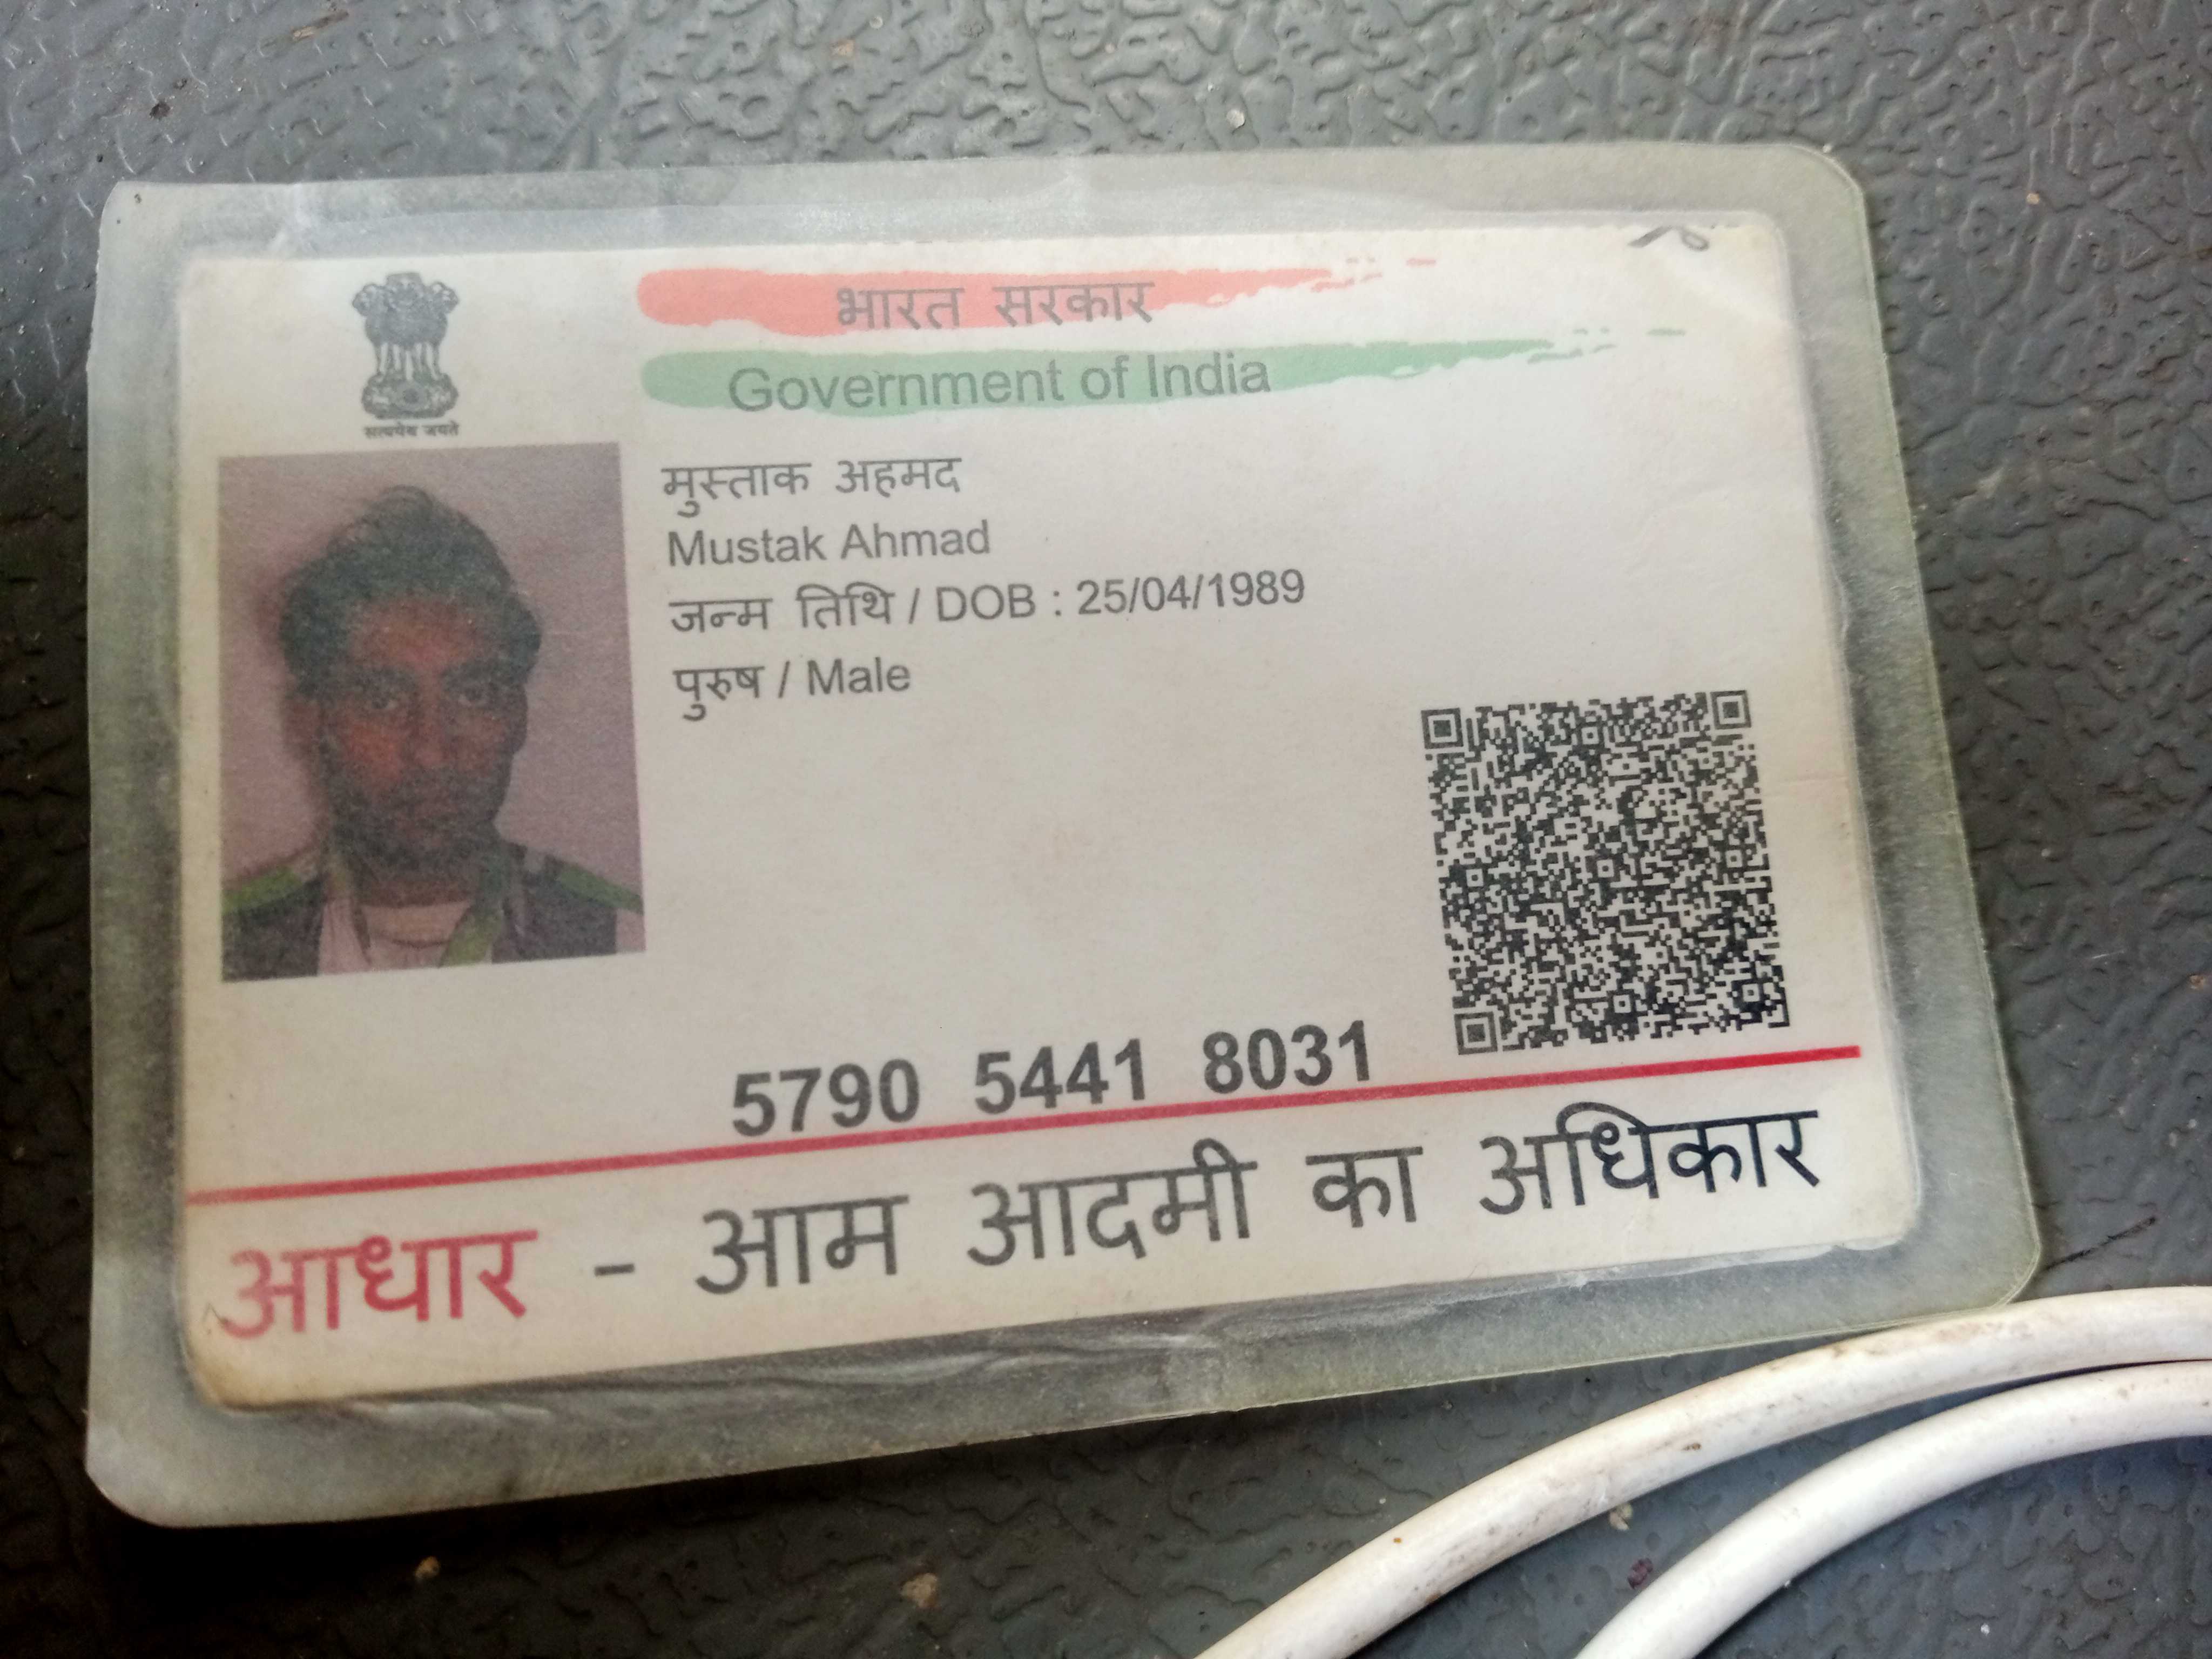 भारत सरकार
Government of India
सत्यमेव जयते
मुस्ताक अहमद
Mustak Ahmad
जन्म तिथि / DOB : 25/04/1989
पुरुष / Male
5790 5441 8031
आधार - आम आदमी का अधिकार